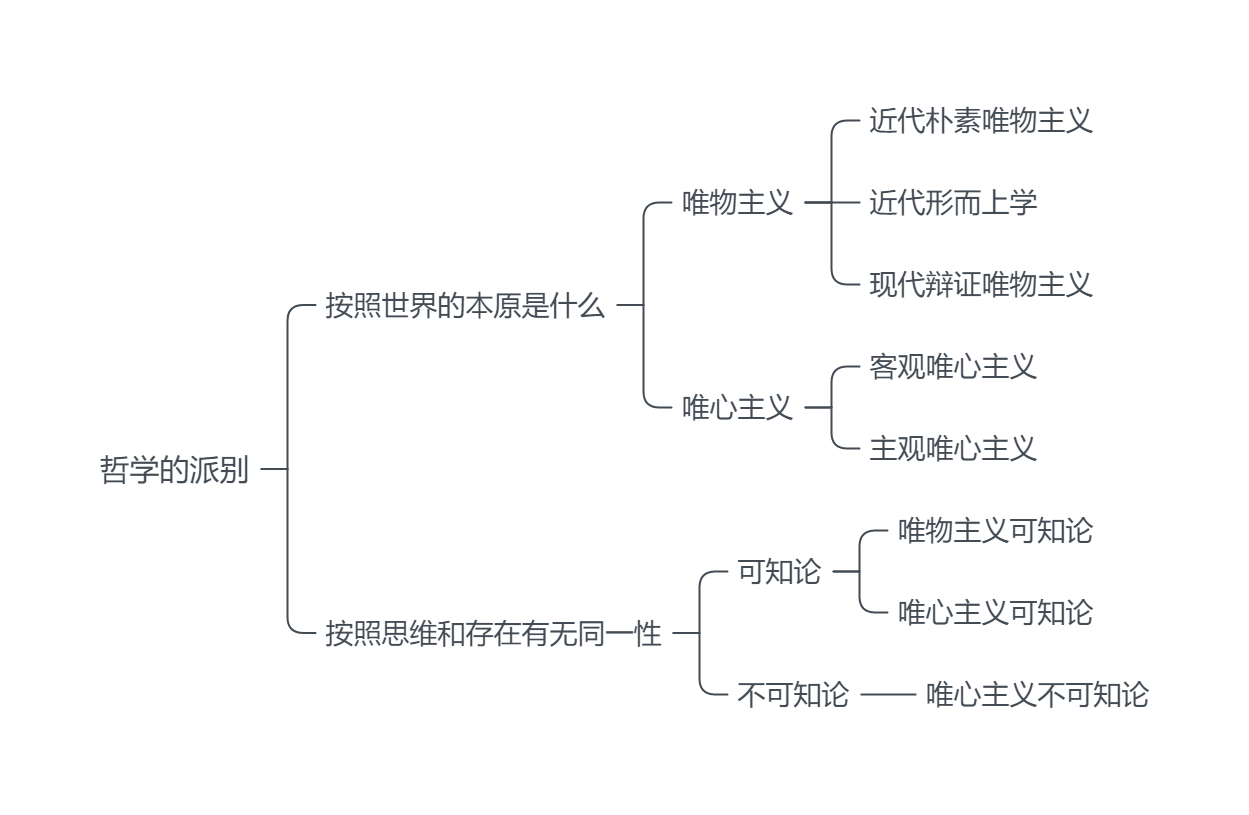 哲学的派别
按照世界的本原是什么
唯物主义
近代朴素唯物主义
近代形而上学
现代辩证唯物主义
唯心主义
客观唯心主义
主观唯心主义
按照思维和存在有无同一性
可知论
唯物主义可知论
唯心主义可知论
不可知论
唯心主义不可知论